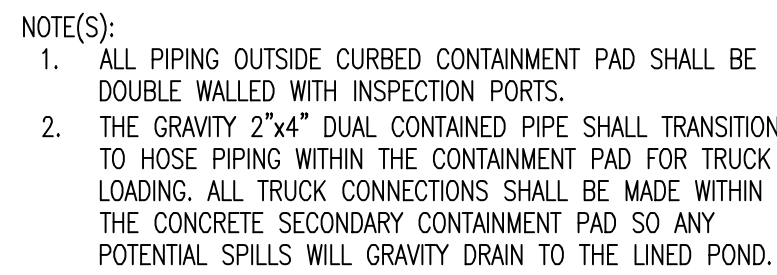 NOTE(S):
1. ALL PIPING OUTSIDE CURBED CONTAINMENT PAD SHALL BE
DOUBLE WALLED WITH INSPECTION PORTS.
2. THE GRAVITY 2"x4" DUAL CONTAINED PIPE SHALL TRANSITION
TO HOSE PIPING WITHIN THE CONTAINMENT PAD FOR TRUCK
LOADING. ALL TRUCK CONNECTIONS SHALL BE MADE WITHIN
THE CONCRETE SECONDARY CONTAINMENT PAD SO ANY
POTENTIAL SPILLS WILL GRAVITY DRAIN TO THE LINED POND.